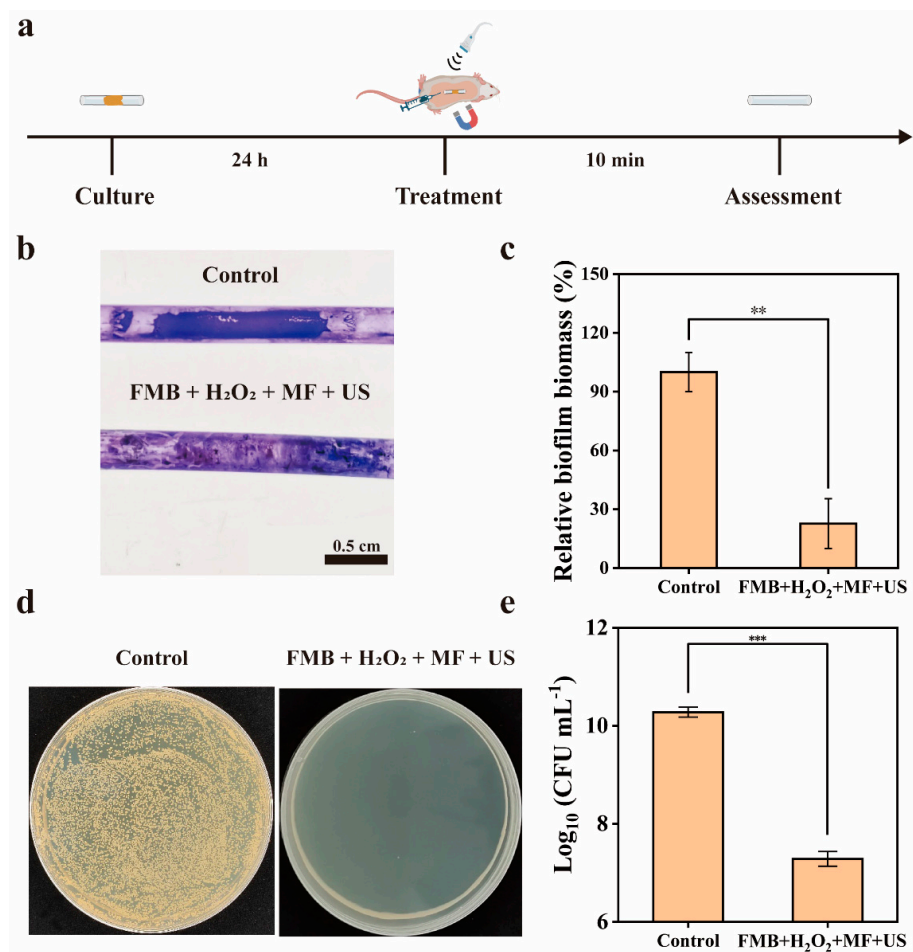 a
24 h
10 min
Culture
Treatment
Assessment
b
Control
FMB + H₂O₂ + MF + US
0.5 cm
c
Relative biofilm biomass (%)
150
120
90
60
30
0
**
Control
FMB+H₂O₂+MF+US
d
Control
FMB + H₂O₂ + MF + US
e
Log₁₀ (CFU mL⁻¹)
12
10
8
6
***
Control
FMB+H₂O₂+MF+US